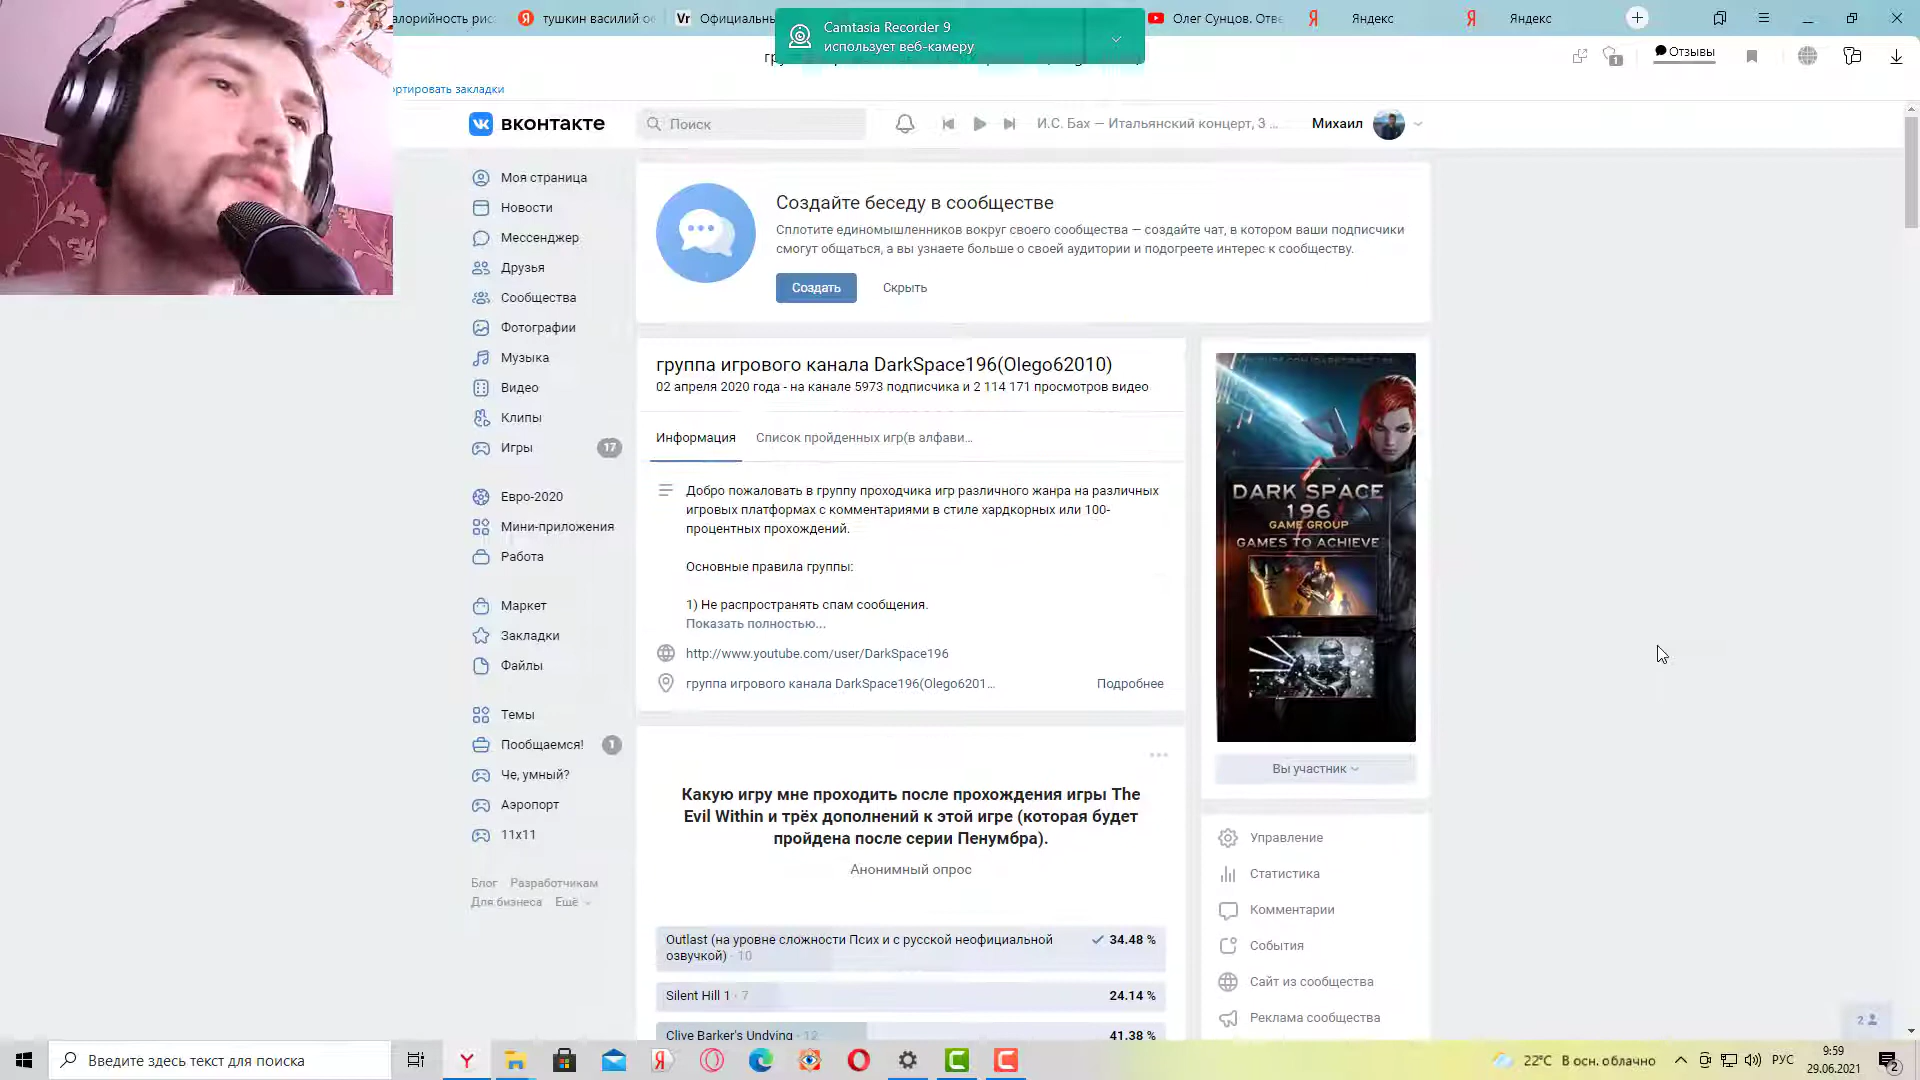 алорийность рис
тушкин василий ос
Официальны
Олег Сунцов. Отве
Яндекс
Яндекс
Camtasia Recorder 9
использует веб-камеру
Отзывы
1
ортировать закладки
вконтакте
Поиск
И.С. Бах — Итальянский концерт, 3 ...
Михаил
Моя страница
Новости
Мессенджер
Друзья
Сообщества
Фотографии
Музыка
Видео
Клипы
Игры
17
Евро-2020
Мини-приложения
Работа
Маркет
Закладки
Файлы
Темы
Пообщаемся!
1
Че, умный?
Аэропорт
11x11
Блог Разработчикам
Для бизнеса Ещё
Создайте беседу в сообществе
Сплотите единомышленников вокруг своего сообщества — создайте чат, в котором ваши подписчики
смогут общаться, а вы узнаете больше о своей аудитории и подогреете интерес к сообществу.
Создать
Скрыть
группа игрового канала DarkSpace196(Olego62010)
02 апреля 2020 года - на канале 5973 подписчика и 2 114 171 просмотров видео
Информация
Список пройденных игр(в алфави...
Добро пожаловать в группу проходчика игр различного жанра на различных
игровых платформах с комментариями в стиле хардкорных или 100-
процентных прохождений.
Основные правила группы:
1) Не распространять спам сообщения.
Показать полностью...
http://www.youtube.com/user/DarkSpace196
группа игрового канала DarkSpace196(Olego6201...
Подробнее
Какую игру мне проходить после прохождения игры The
Evil Within и трёх дополнений к этой игре (которая будет
пройдена после серии Пенумбра).
Анонимный опрос
Outlast (на уровне сложности Псих и с русской неофициальной
озвучкой) · 10
34.48 %
Silent Hill 1 · 7
24.14 %
Clive Barker's Undying · 12
41.38 %
DARK SPACE
196
GAME GROUP
GAMES TO ACHIEVE
Вы участник
Управление
Статистика
Комментарии
События
Сайт из сообщества
Реклама сообщества
2
Введите здесь текст для поиска
22°C В осн. облачно
РУС
9:59
29.06.2021
2